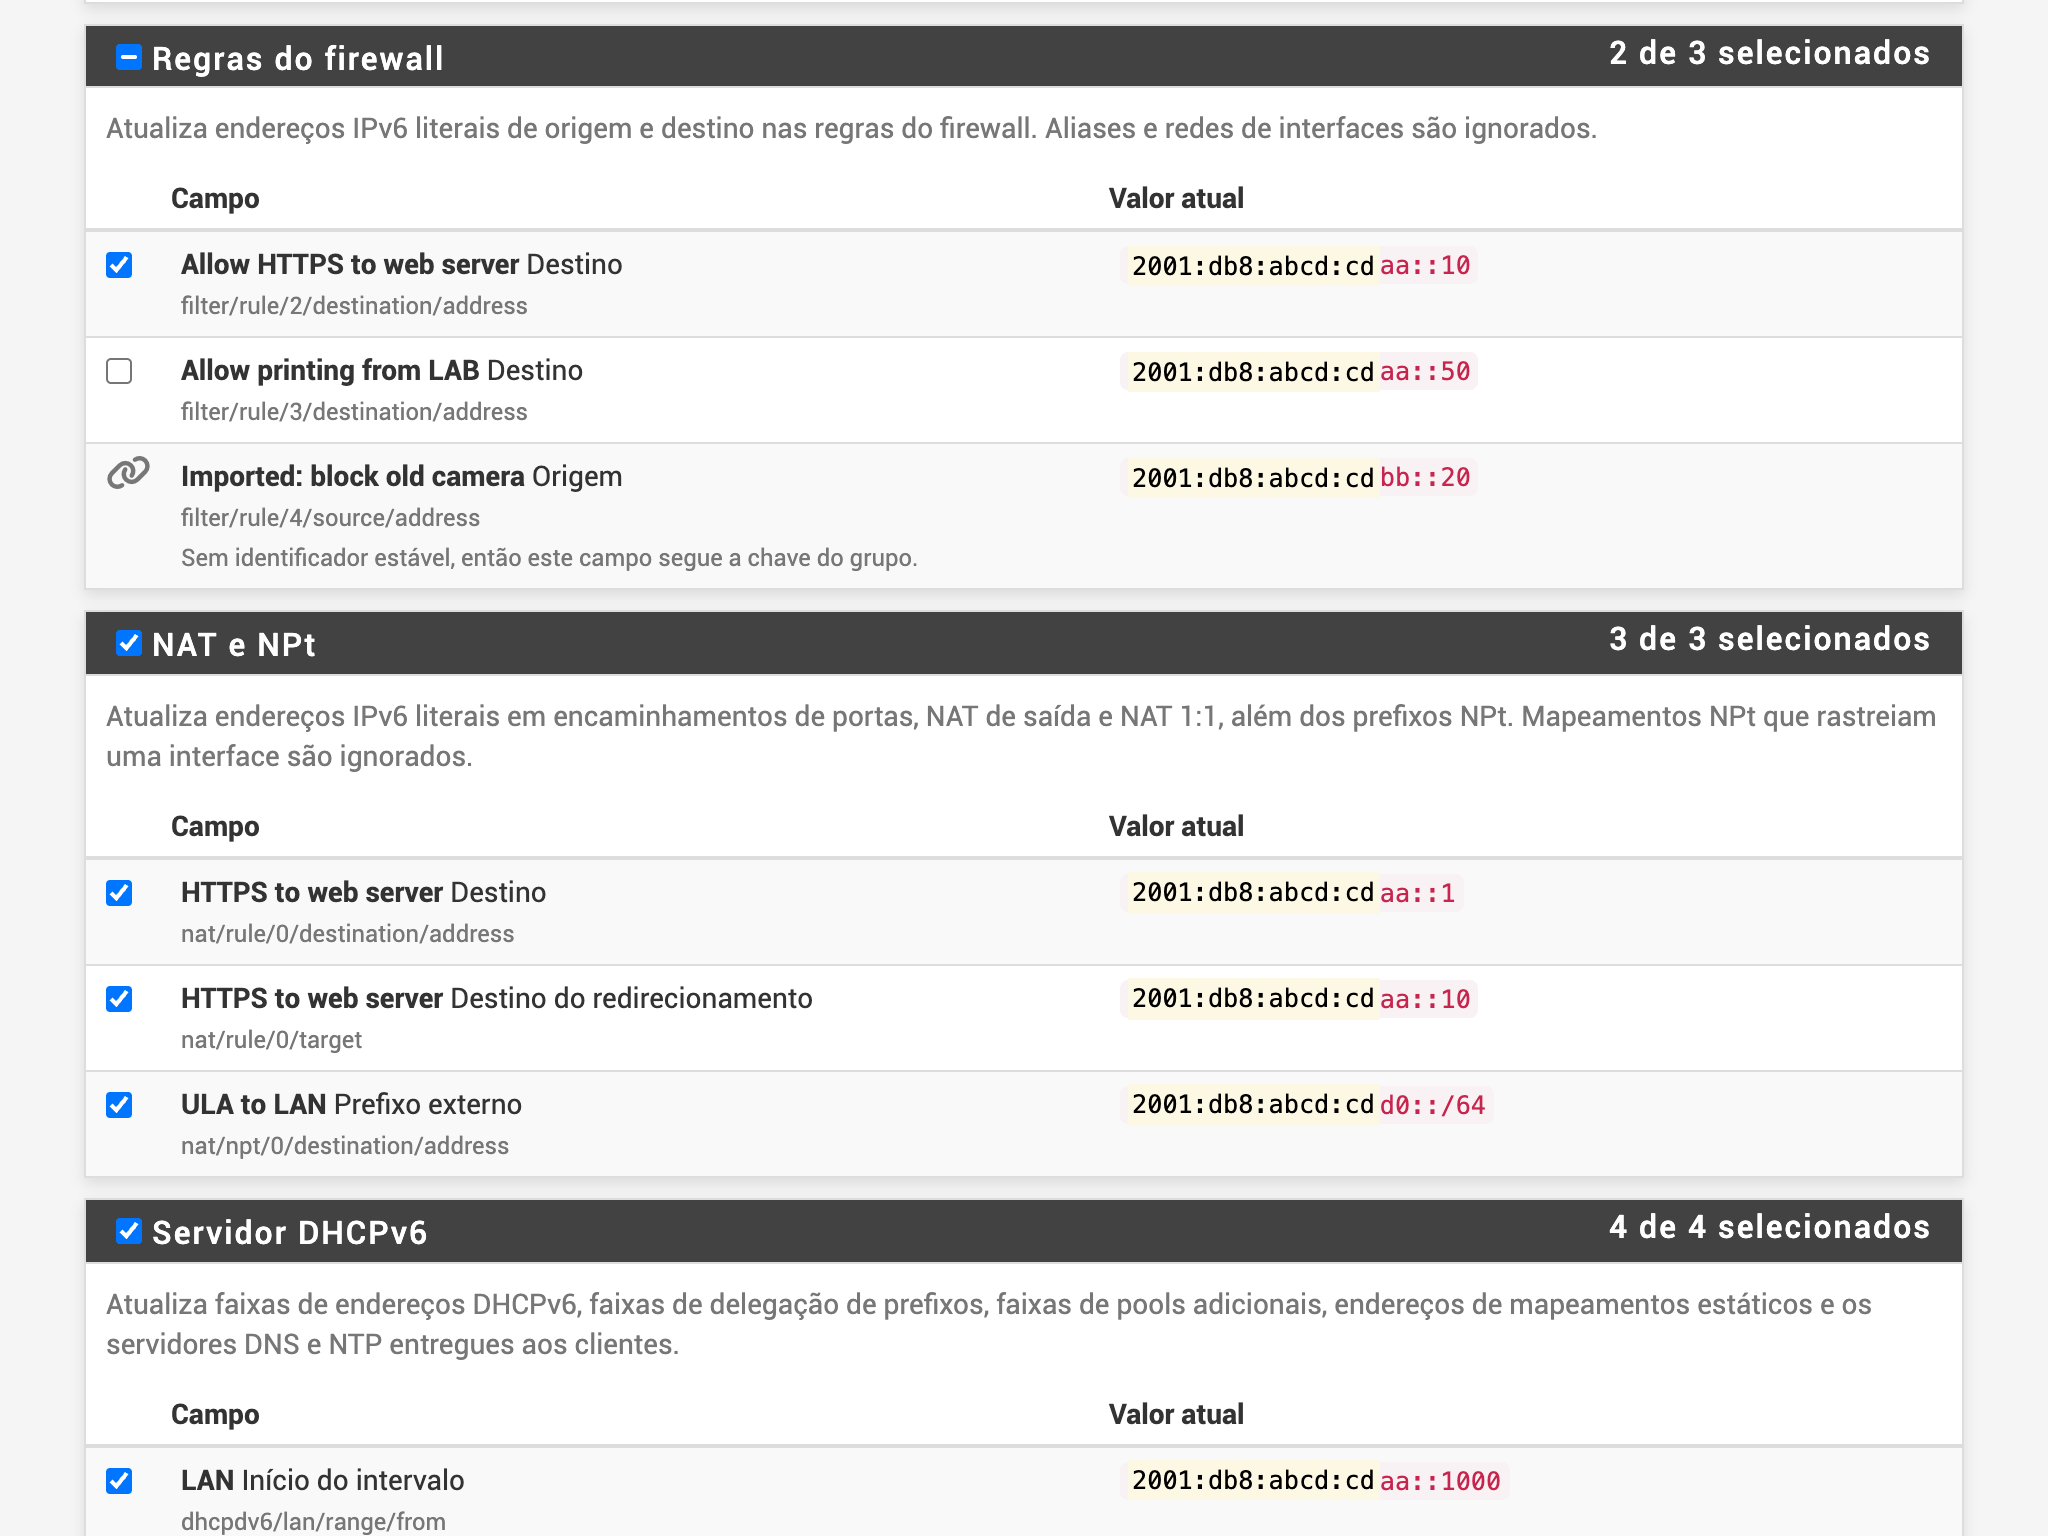 Regras do firewall
2 de 3 selecionados
Atualiza endereços IPv6 literais de origem e destino nas regras do firewall. Aliases e redes de interfaces são ignorados.
Campo
Valor atual
Allow HTTPS to web server Destino
2001:db8:abcd:cdaa::10
filter/rule/2/destination/address
Allow printing from LAB Destino
2001:db8:abcd:cdaa::50
filter/rule/3/destination/address
Imported: block old camera Origem
2001:db8:abcd:cdbb::20
filter/rule/4/source/address
Sem identificador estável, então este campo segue a chave do grupo.
NAT e NPt
3 de 3 selecionados
Atualiza endereços IPv6 literais em encaminhamentos de portas, NAT de saída e NAT 1:1, além dos prefixos NPt. Mapeamentos NPt que rastreiam
uma interface são ignorados.
Campo
Valor atual
HTTPS to web server Destino
2001:db8:abcd:cdaa::1
nat/rule/0/destination/address
HTTPS to web server Destino do redirecionamento
2001:db8:abcd:cdaa::10
nat/rule/0/target
ULA to LAN Prefixo externo
2001:db8:abcd:cdd0::/64
nat/npt/0/destination/address
Servidor DHCPv6
4 de 4 selecionados
Atualiza faixas de endereços DHCPv6, faixas de delegação de prefixos, faixas de pools adicionais, endereços de mapeamentos estáticos e os
servidores DNS e NTP entregues aos clientes.
Campo
Valor atual
LAN Início do intervalo
2001:db8:abcd:cdaa::1000
dhcpdv6/lan/range/from